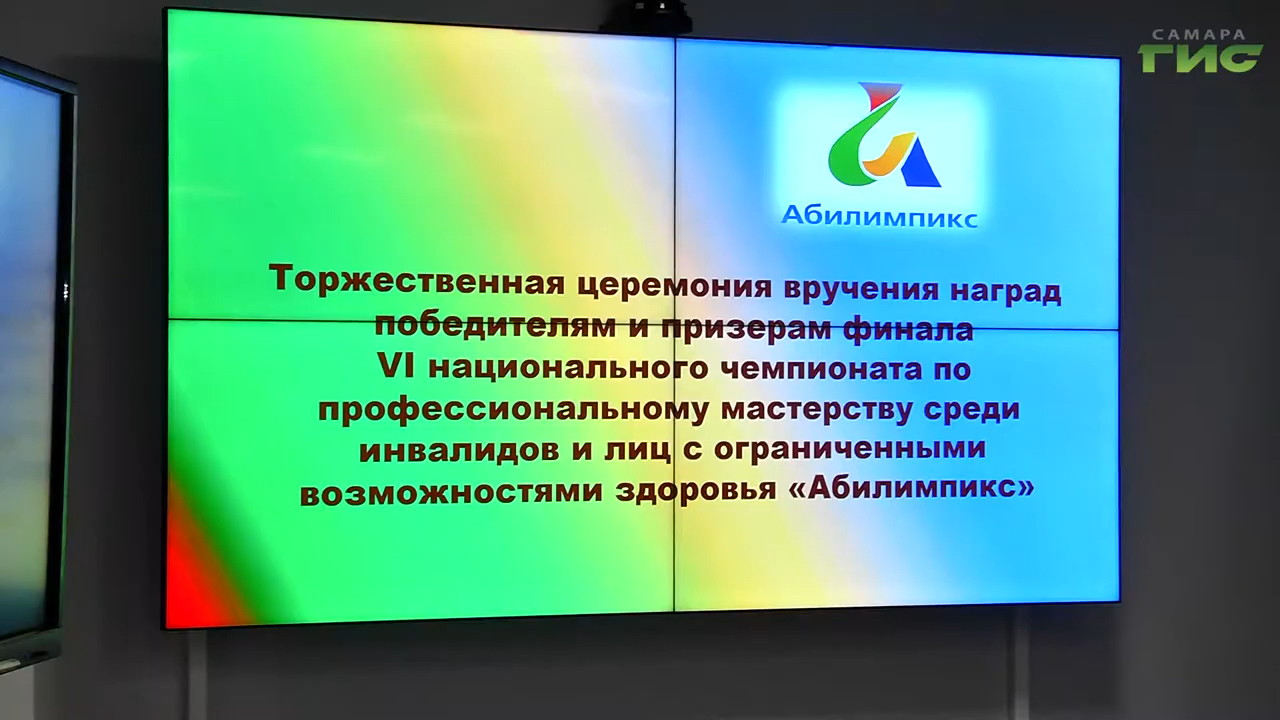 САМАРА
ГИС
Абилимпикс
Торжественная церемония вручения наград
победителям и призерам финала
VI национального чемпионата по
профессиональному мастерству среди
инвалидов и лиц с ограниченными
возможностями здоровья «Абилимпикс»